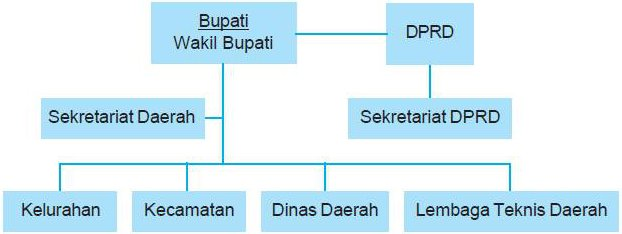 Bupati
Wakil Bupati
DPRD
Sekretariat Daerah
Sekretariat DPRD
Kelurahan
Kecamatan
Dinas Daerah
Lembaga Teknis Daerah